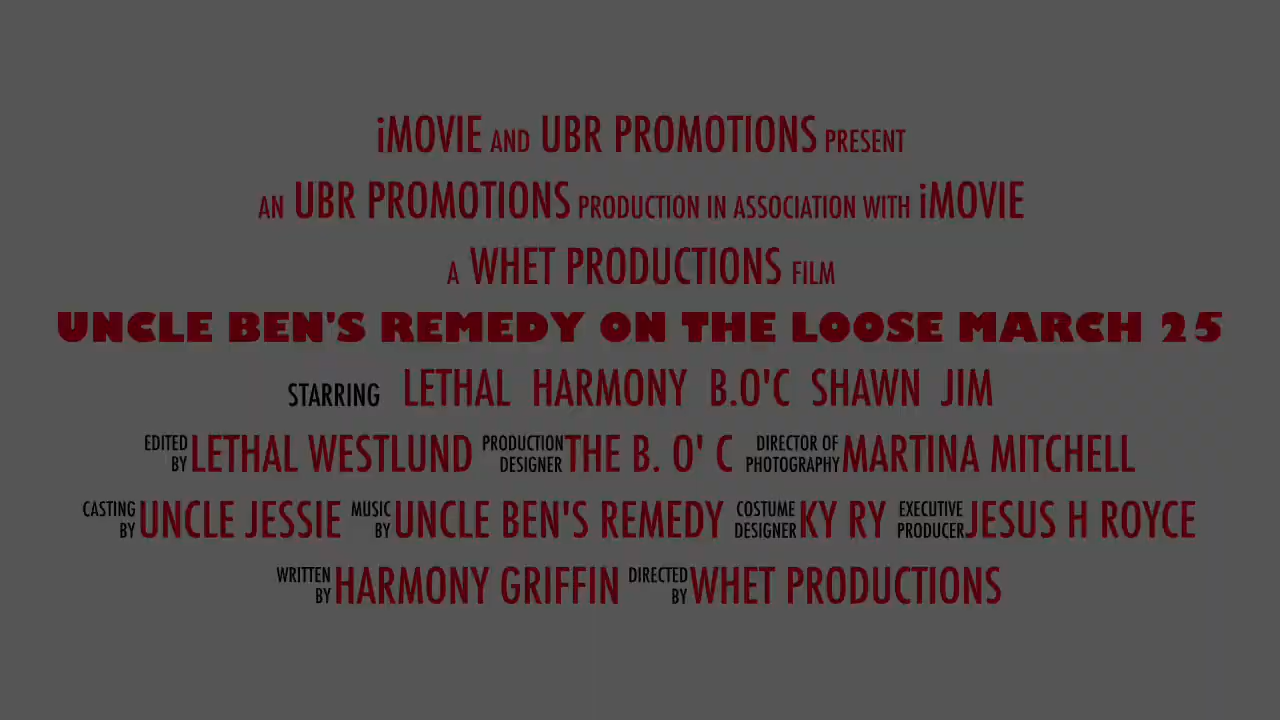 iMOVIE AND UBR PROMOTIONS PRESENT
AN UBR PROMOTIONS PRODUCTION IN ASSOCIATION WITH iMOVIE
A WHET PRODUCTIONS FILM
UNCLE BEN'S REMEDY ON THE LOOSE MARCH 25
STARRING LETHAL HARMONY B.O'C SHAWN JIM
EDITED BY LETHAL WESTLUND PRODUCTION DESIGNER THE B. O' C DIRECTOR OF PHOTOGRAPHY MARTINA MITCHELL
CASTING BY UNCLE JESSIE MUSIC BY UNCLE BEN'S REMEDY COSTUME DESIGNER KY RY EXECUTIVE PRODUCER JESUS H ROYCE
WRITTEN BY HARMONY GRIFFIN DIRECTED BY WHET PRODUCTIONS